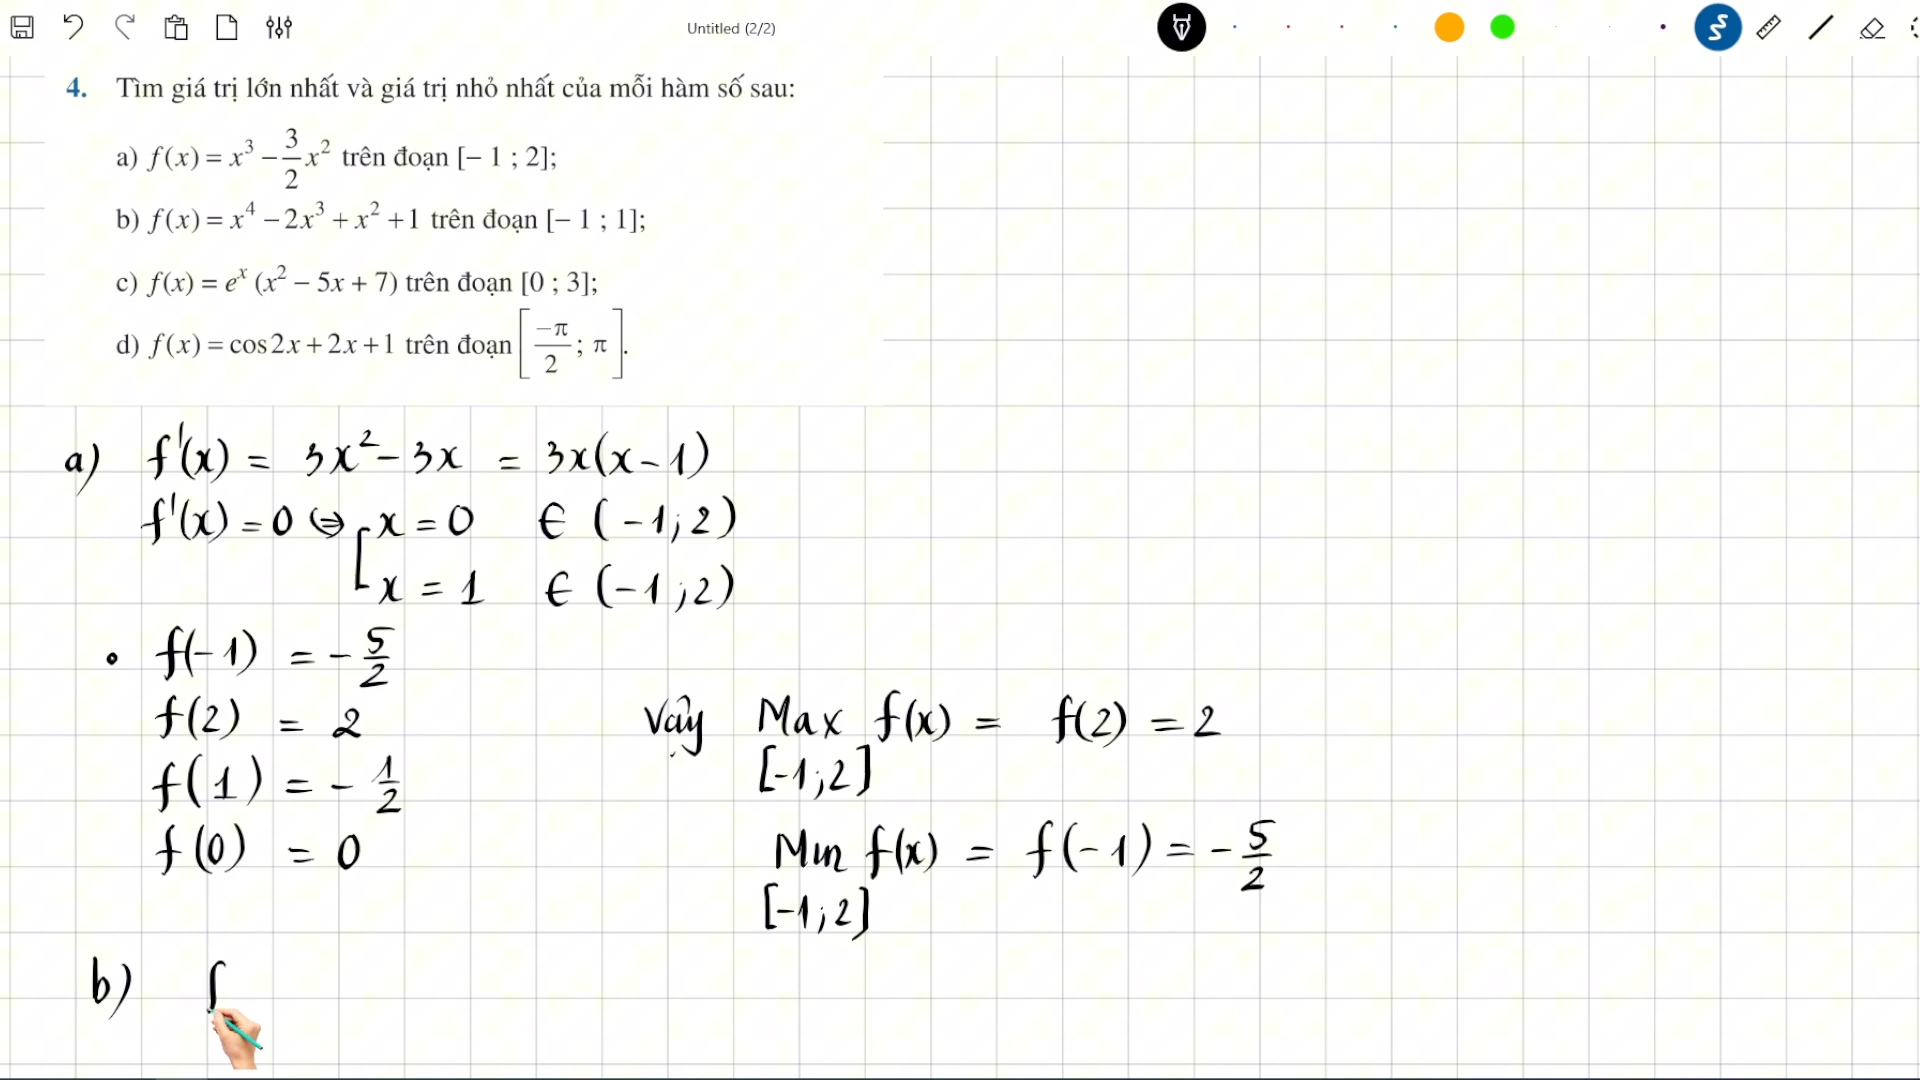 Untitled (2/2)
4. Tìm giá trị lớn nhất và giá trị nhỏ nhất của mỗi hàm số sau:
a) f(x) = x³ − 3/2 x² trên đoạn [− 1 ; 2];
b) f(x) = x⁴ − 2x³ + x² + 1 trên đoạn [− 1 ; 1];
c) f(x) = eˣ (x² − 5x + 7) trên đoạn [0 ; 3];
d) f(x) = cos2x + 2x + 1 trên đoạn [−π/2 ; π].
a) f'(x) = 3x² − 3x = 3x(x − 1)
f'(x) = 0 ⇔ [ x = 0 ∈ (−1; 2)
x = 1 ∈ (−1; 2)
• f(−1) = − 5/2
f(2) = 2
f(1) = − 1/2
f(0) = 0
Vậy Max f(x) = f(2) = 2
[−1; 2]
Min f(x) = f(−1) = − 5/2
[−1; 2]
b)